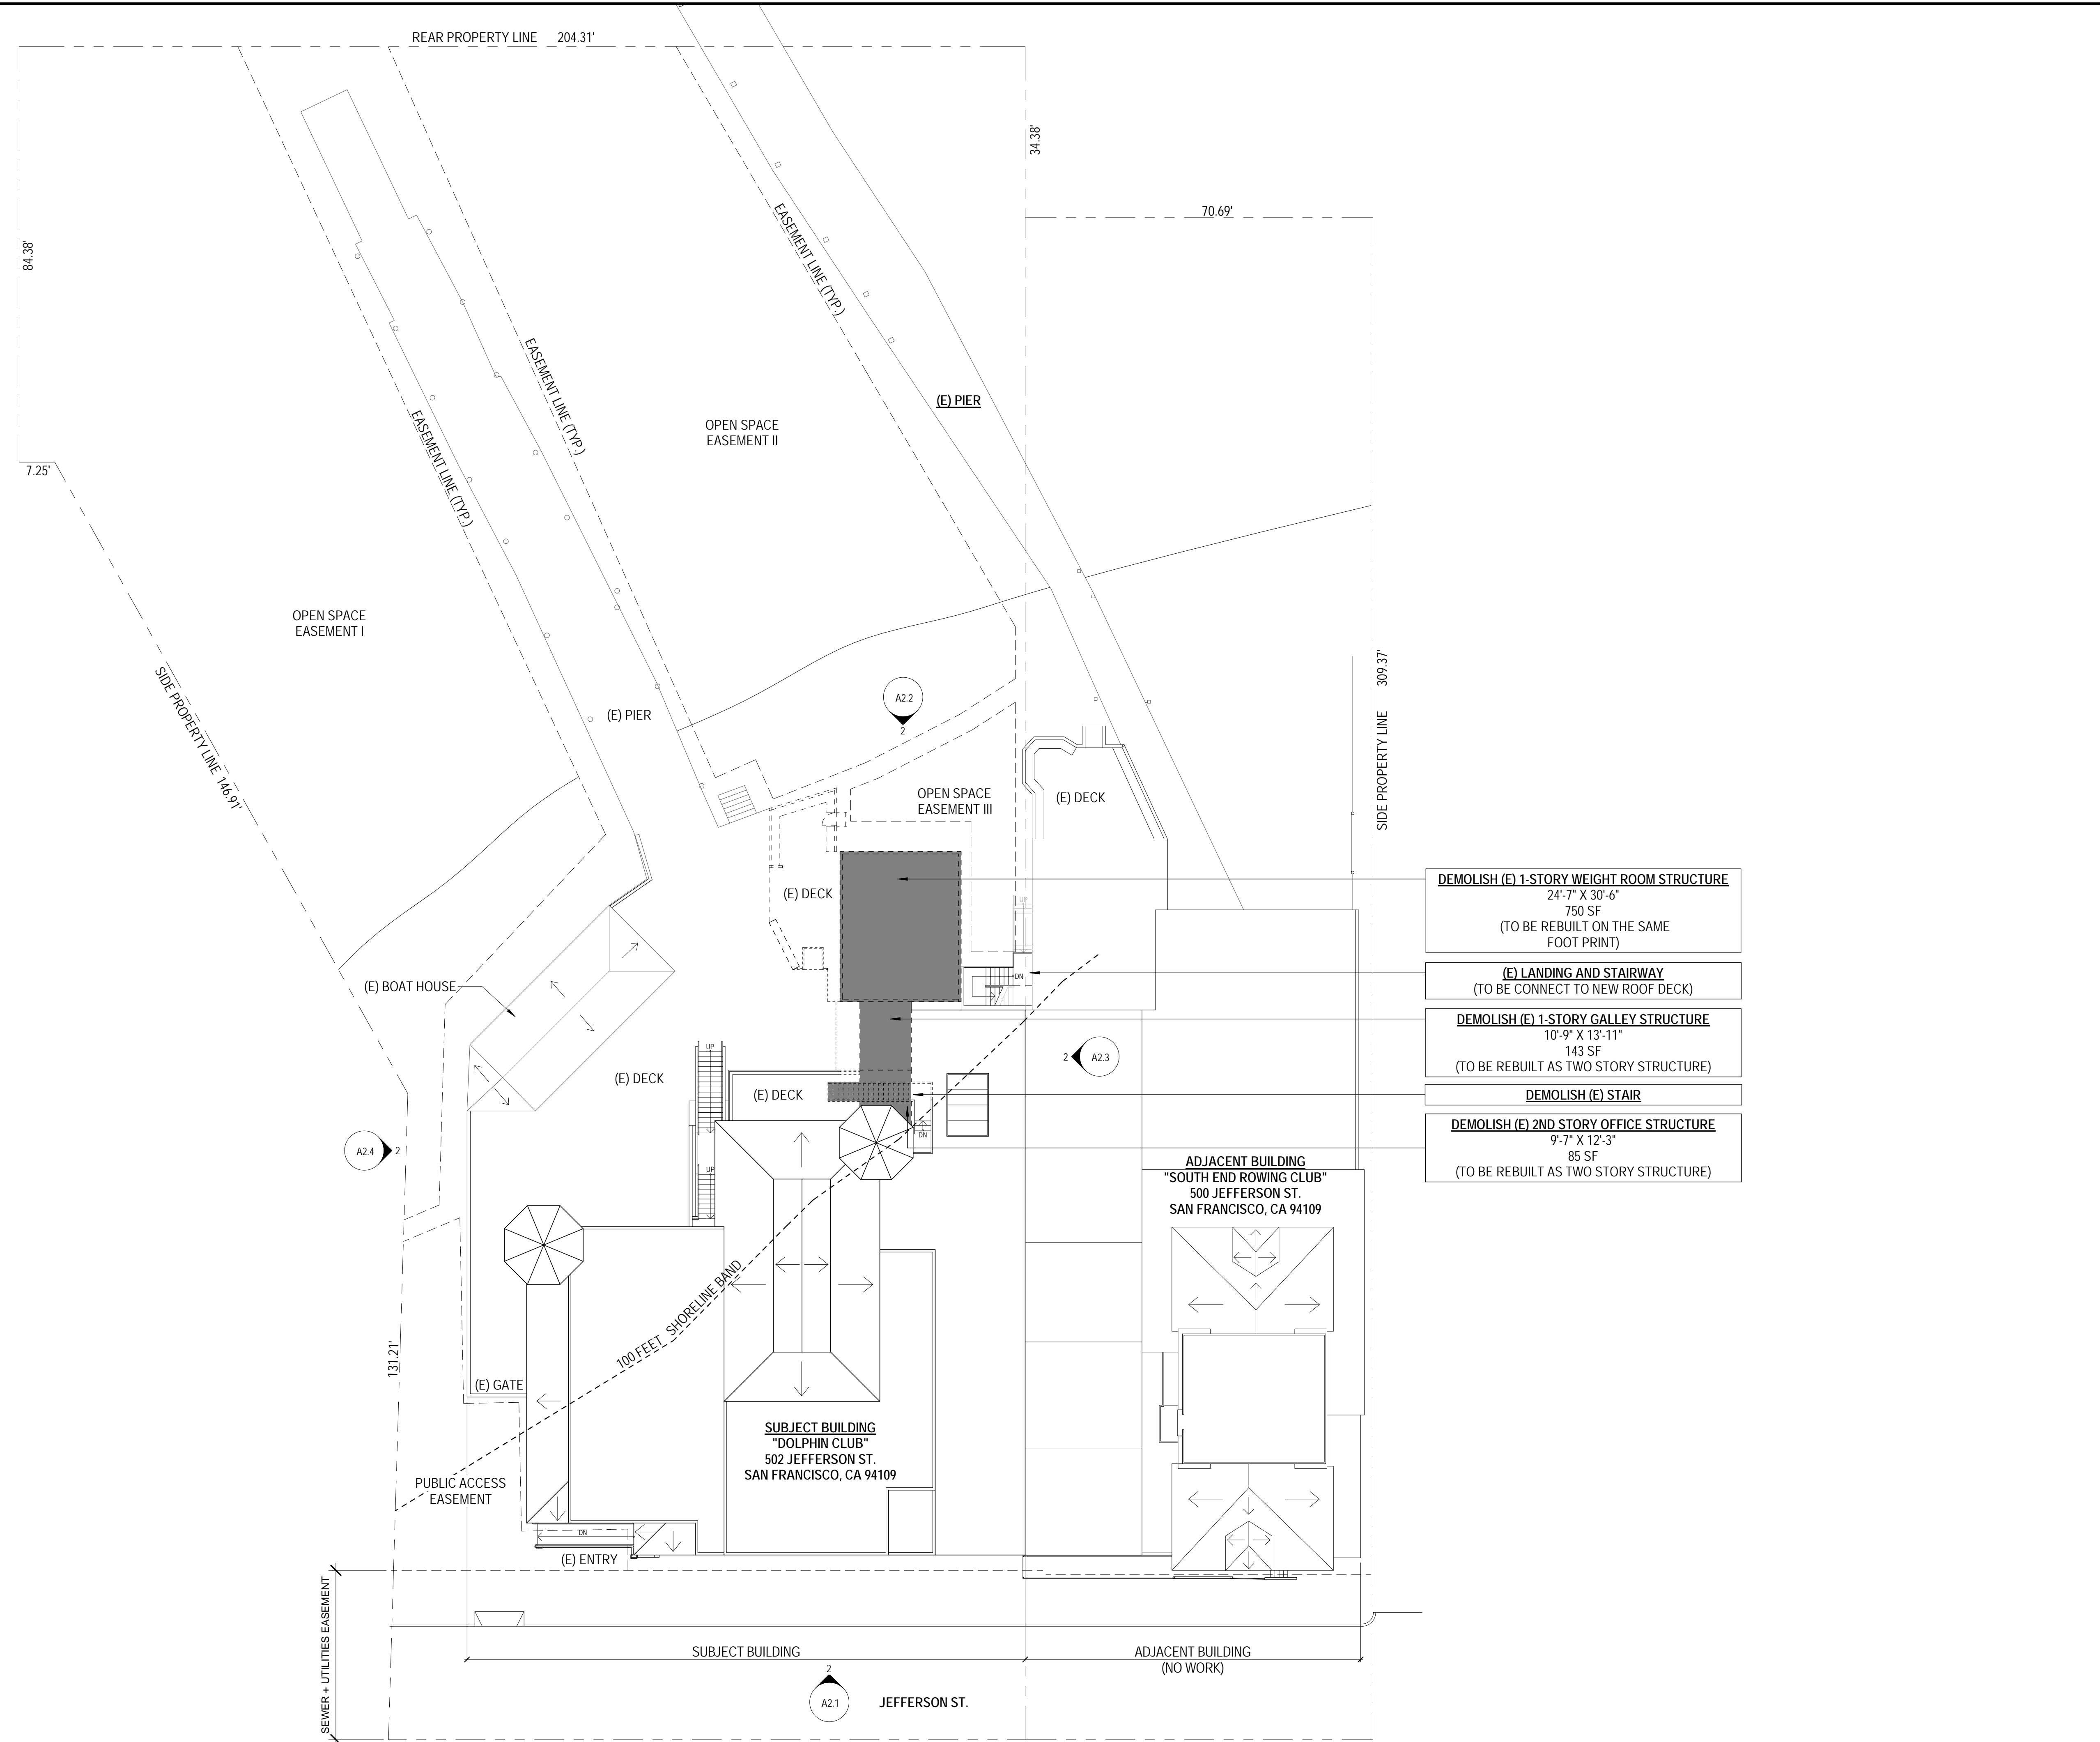 REAR PROPERTY LINE 204.31'
34.38'
70.69'
84.38'
EASEMENT LINE (TYP.)
EASEMENT LINE (TYP.)
EASEMENT LINE (TYP.)
(E) PIER
OPEN SPACE
EASEMENT II
7.25'
OPEN SPACE
EASEMENT I
SIDE PROPERTY LINE 146.91'
SIDE PROPERTY LINE 309.37'
A2.2
2
(E) PIER
OPEN SPACE
EASEMENT III
(E) DECK
(E) DECK
DEMOLISH (E) 1-STORY WEIGHT ROOM STRUCTURE
24'-7" X 30'-6"
750 SF
(TO BE REBUILT ON THE SAME
FOOT PRINT)
(E) LANDING AND STAIRWAY
(TO BE CONNECT TO NEW ROOF DECK)
DN
(E) BOAT HOUSE
DEMOLISH (E) 1-STORY GALLEY STRUCTURE
10'-9" X 13'-11"
143 SF
(TO BE REBUILT AS TWO STORY STRUCTURE)
UP
2
A2.3
(E) DECK
(E) DECK
DEMOLISH (E) STAIR
DEMOLISH (E) 2ND STORY OFFICE STRUCTURE
9'-7" X 12'-3"
85 SF
(TO BE REBUILT AS TWO STORY STRUCTURE)
DN
A2.4
2
UP
ADJACENT BUILDING
"SOUTH END ROWING CLUB"
500 JEFFERSON ST.
SAN FRANCISCO, CA 94109
100 FEET SHORELINE BAND
131.21'
(E) GATE
SUBJECT BUILDING
"DOLPHIN CLUB"
502 JEFFERSON ST.
SAN FRANCISCO, CA 94109
PUBLIC ACCESS
EASEMENT
DN
(E) ENTRY
SEWER + UTILITIES EASEMENT
SUBJECT BUILDING
ADJACENT BUILDING
(NO WORK)
2
A2.1
JEFFERSON ST.